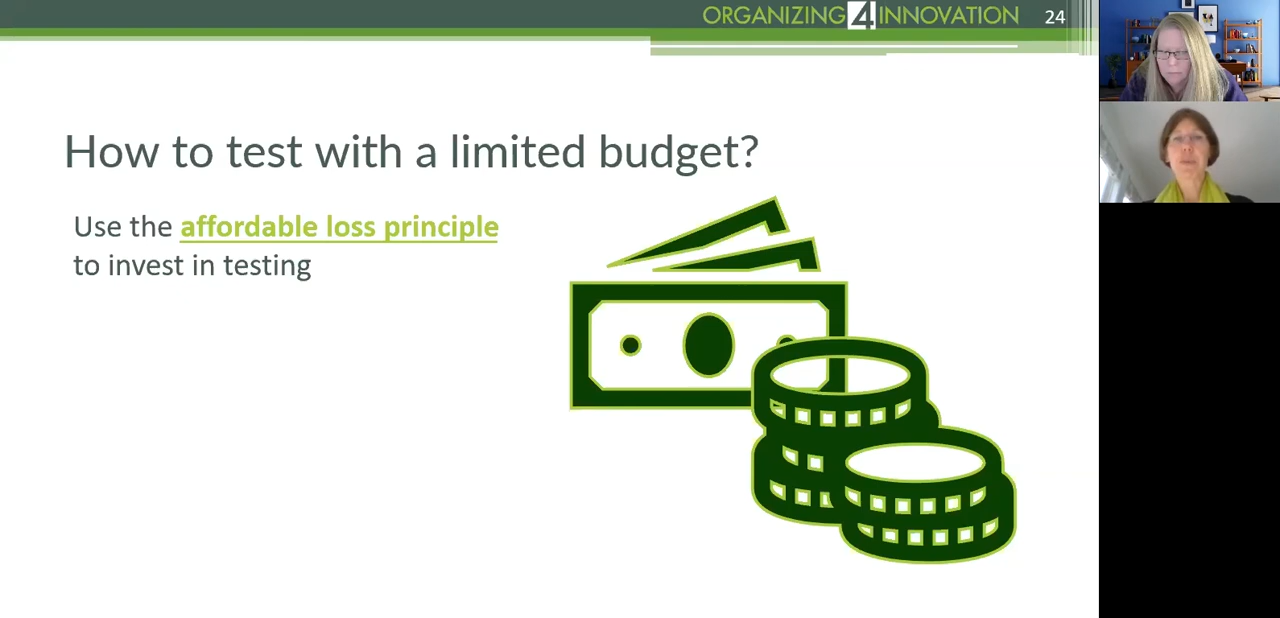 ORGANIZING 4 INNOVATION 24
How to test with a limited budget?
Use the affordable loss principle
to invest in testing